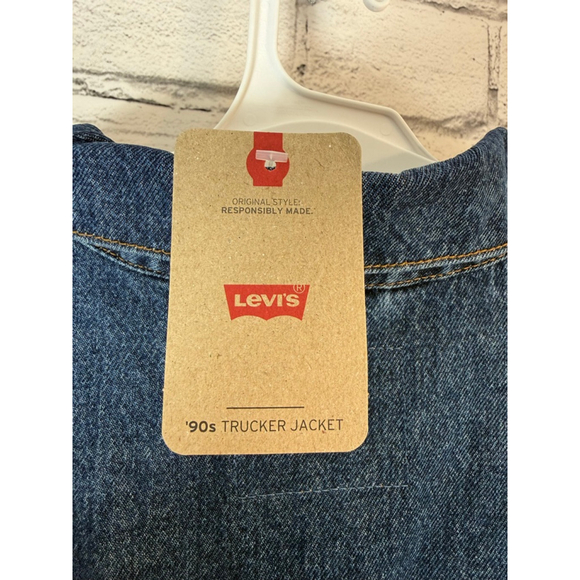 ORIGINAL STYLE:
RESPONSIBLY MADE.
LEVI'S®
'90s TRUCKER JACKET